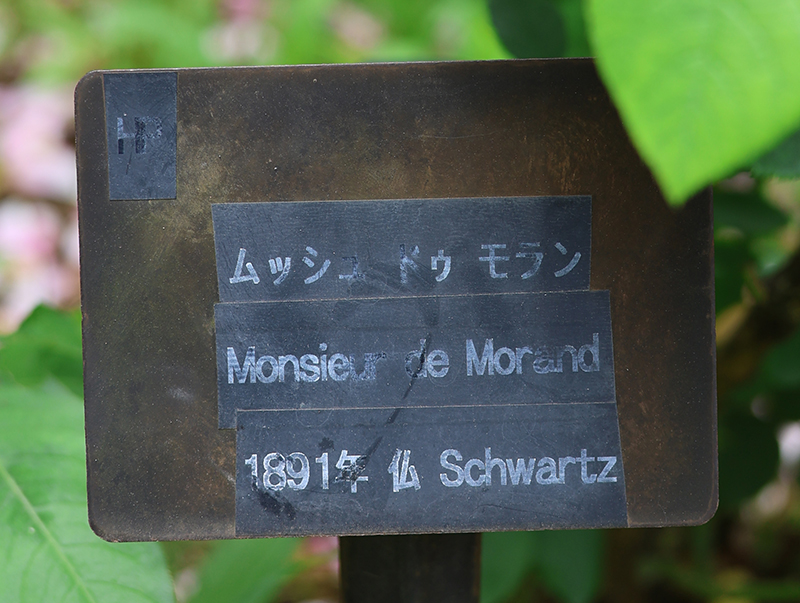 HP
ムッシュ ドゥ モラン
Monsieur de Morand
1891年 仏 Schwartz